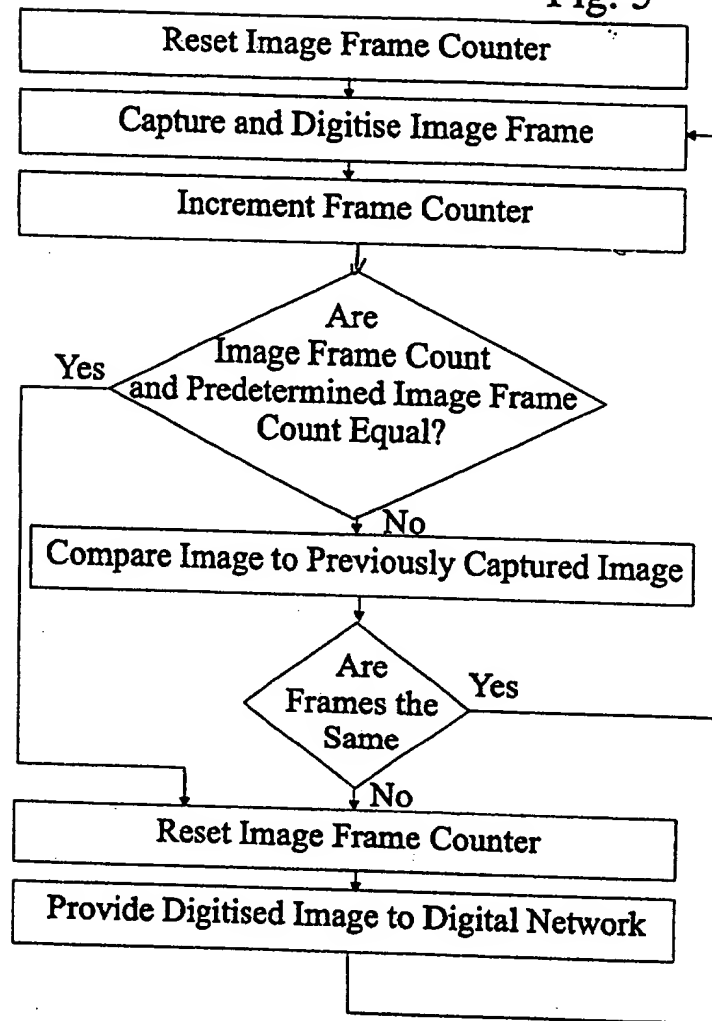 Reset Image Frame Counter
Capture and Digitise Image Frame
Increment Frame Counter
Are
Image Frame Count
and Predetermined Image Frame
Count Equal?
Yes
No
Compare Image to Previously Captured Image
Are
Frames the
Same
Yes
No
Reset Image Frame Counter
Provide Digitised Image to Digital Network